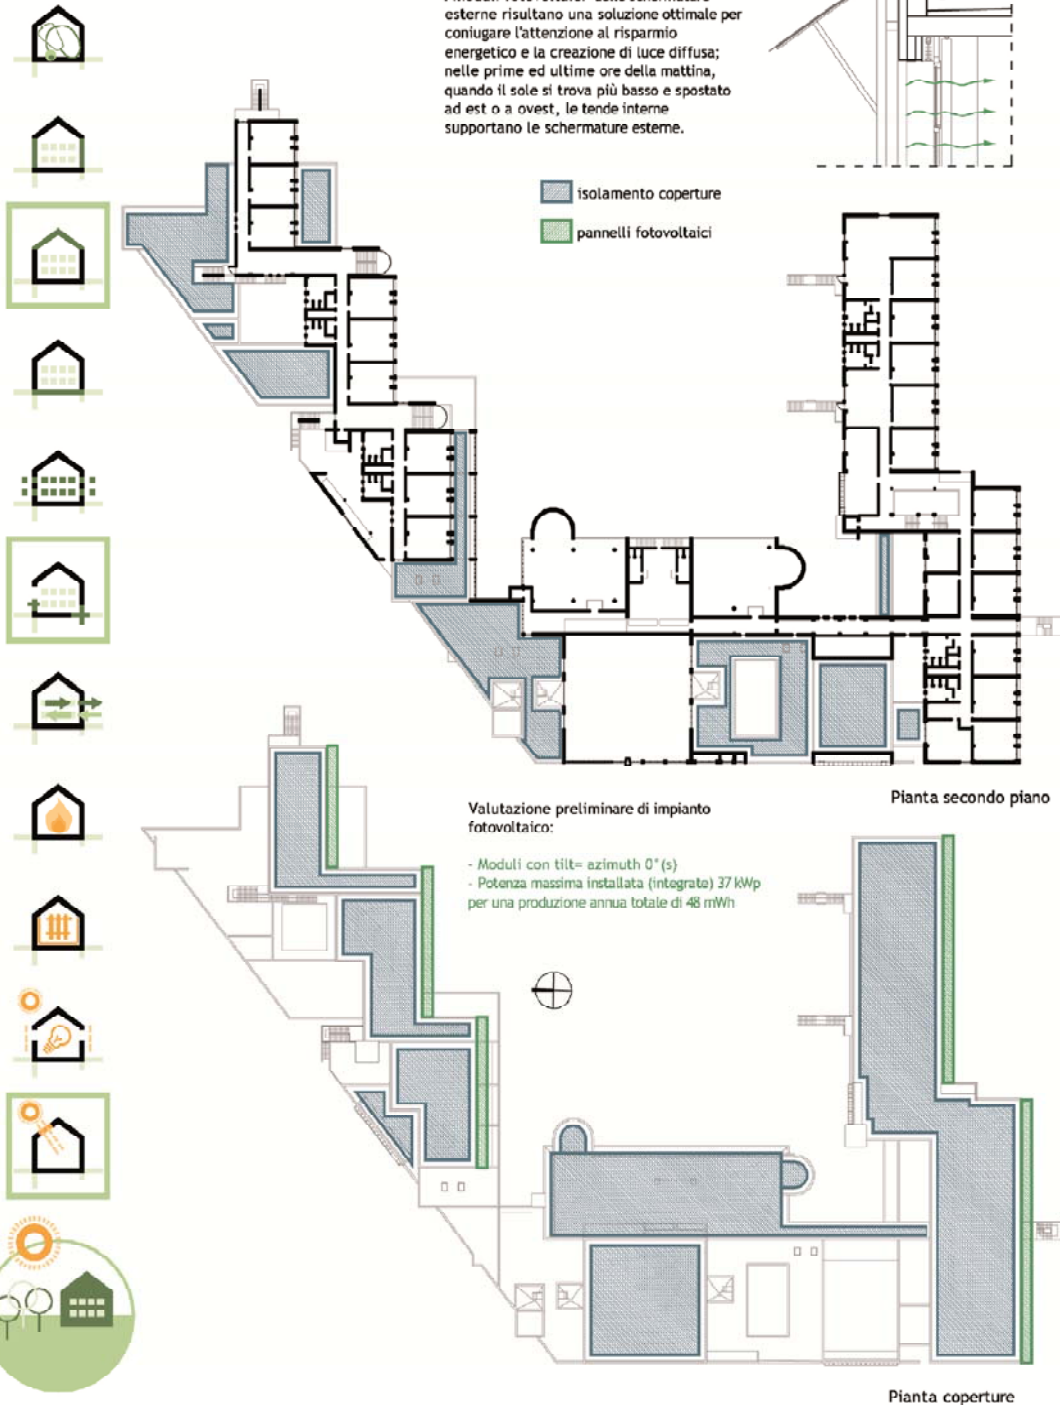 esterne risultano una soluzione ottimale per
coniugare l'attenzione al risparmio
energetico e la creazione di luce diffusa;
nelle prime ed ultime ore della mattina,
quando il sole si trova più basso e spostato
ad est o a ovest, le tende interne
supportano le schermature esterne.
isolamento coperture
pannelli fotovoltaici
Pianta secondo piano
Valutazione preliminare di impianto
fotovoltaico:
- Moduli con tilt= azimuth 0°(s)
- Potenza massima installata (integrate) 37 kWp
per una produzione annua totale di 48 mWh
Pianta coperture